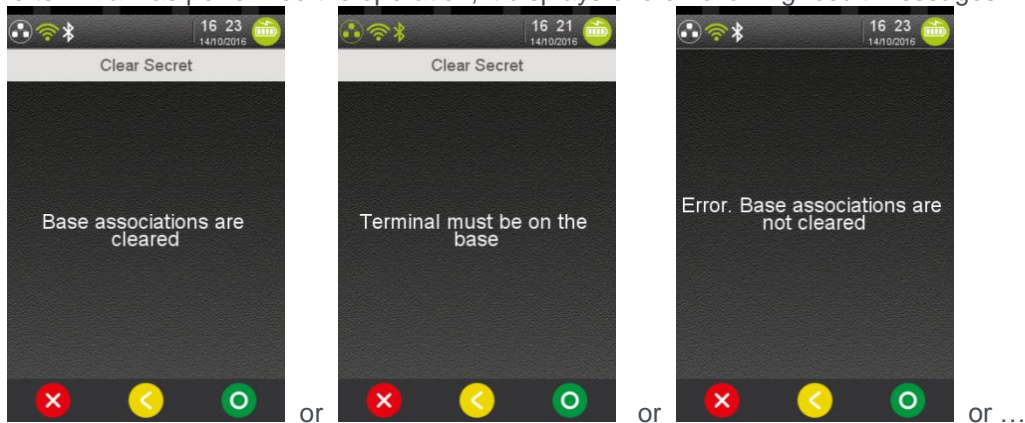 16 23
14/10/2016
Clear Secret
Base associations are
cleared
or
16 21
14/10/2016
Clear Secret
Terminal must be on the
base
or
16 23
14/10/2016
Error. Base associations are
not cleared
or …